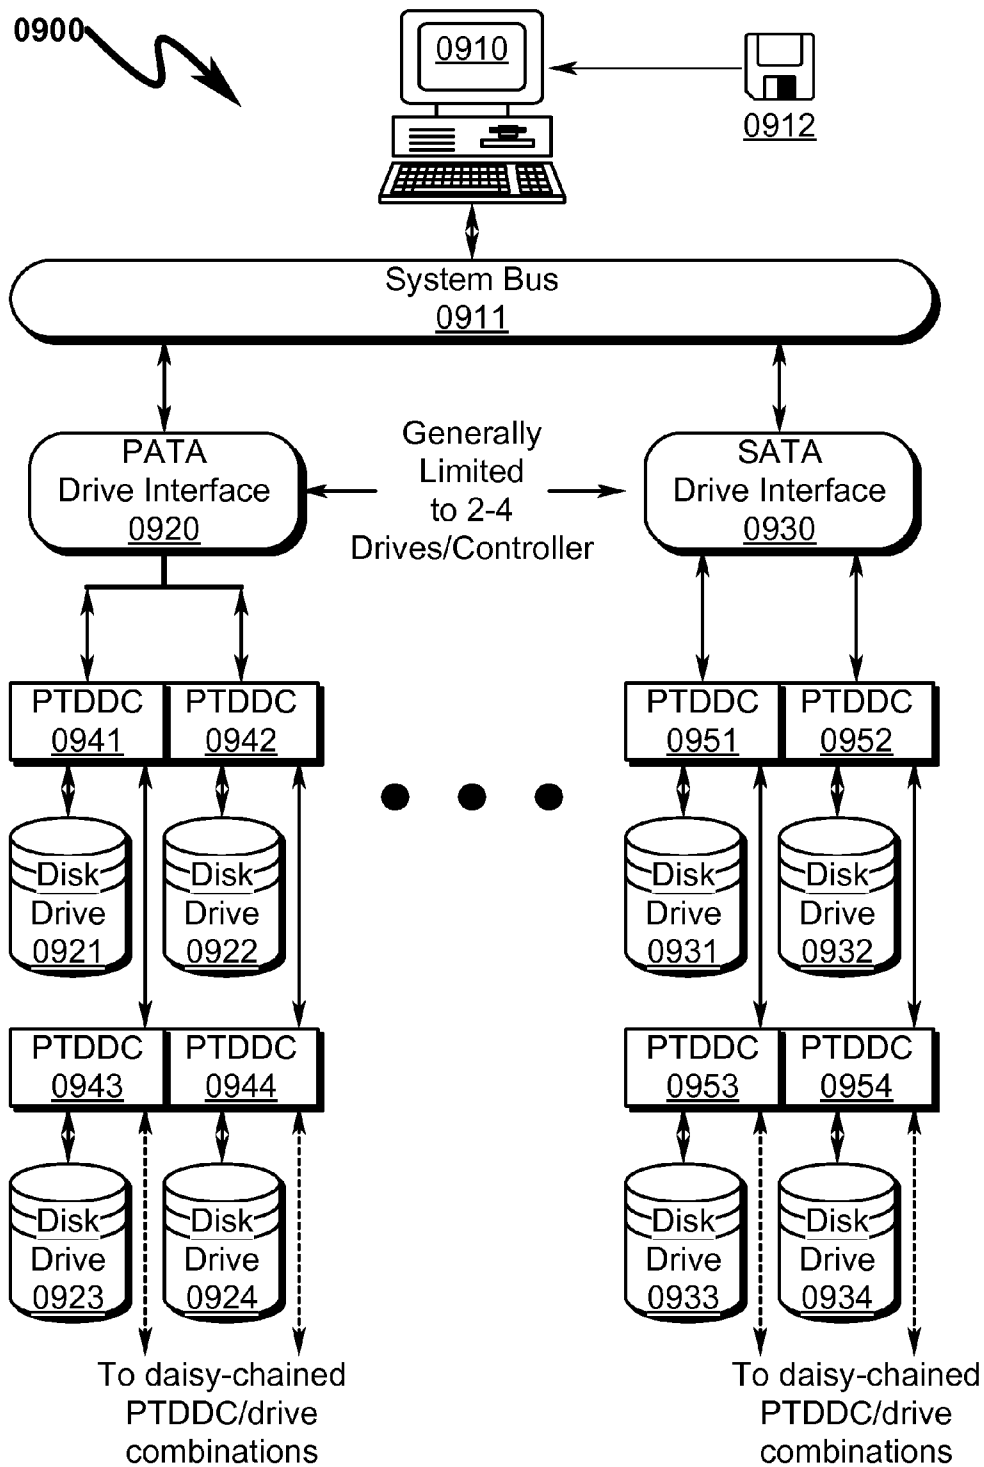 0900
0910
0912
System Bus
0911
PATA
Drive Interface
0920
Generally
Limited
to 2-4
Drives/Controller
SATA
Drive Interface
0930
PTDDC
0941
PTDDC
0942
PTDDC
0951
PTDDC
0952
Disk
Drive
0921
Disk
Drive
0922
Disk
Drive
0931
Disk
Drive
0932
PTDDC
0943
PTDDC
0944
PTDDC
0953
PTDDC
0954
Disk
Drive
0923
Disk
Drive
0924
Disk
Drive
0933
Disk
Drive
0934
To daisy-chained
PTDDC/drive
combinations
To daisy-chained
PTDDC/drive
combinations